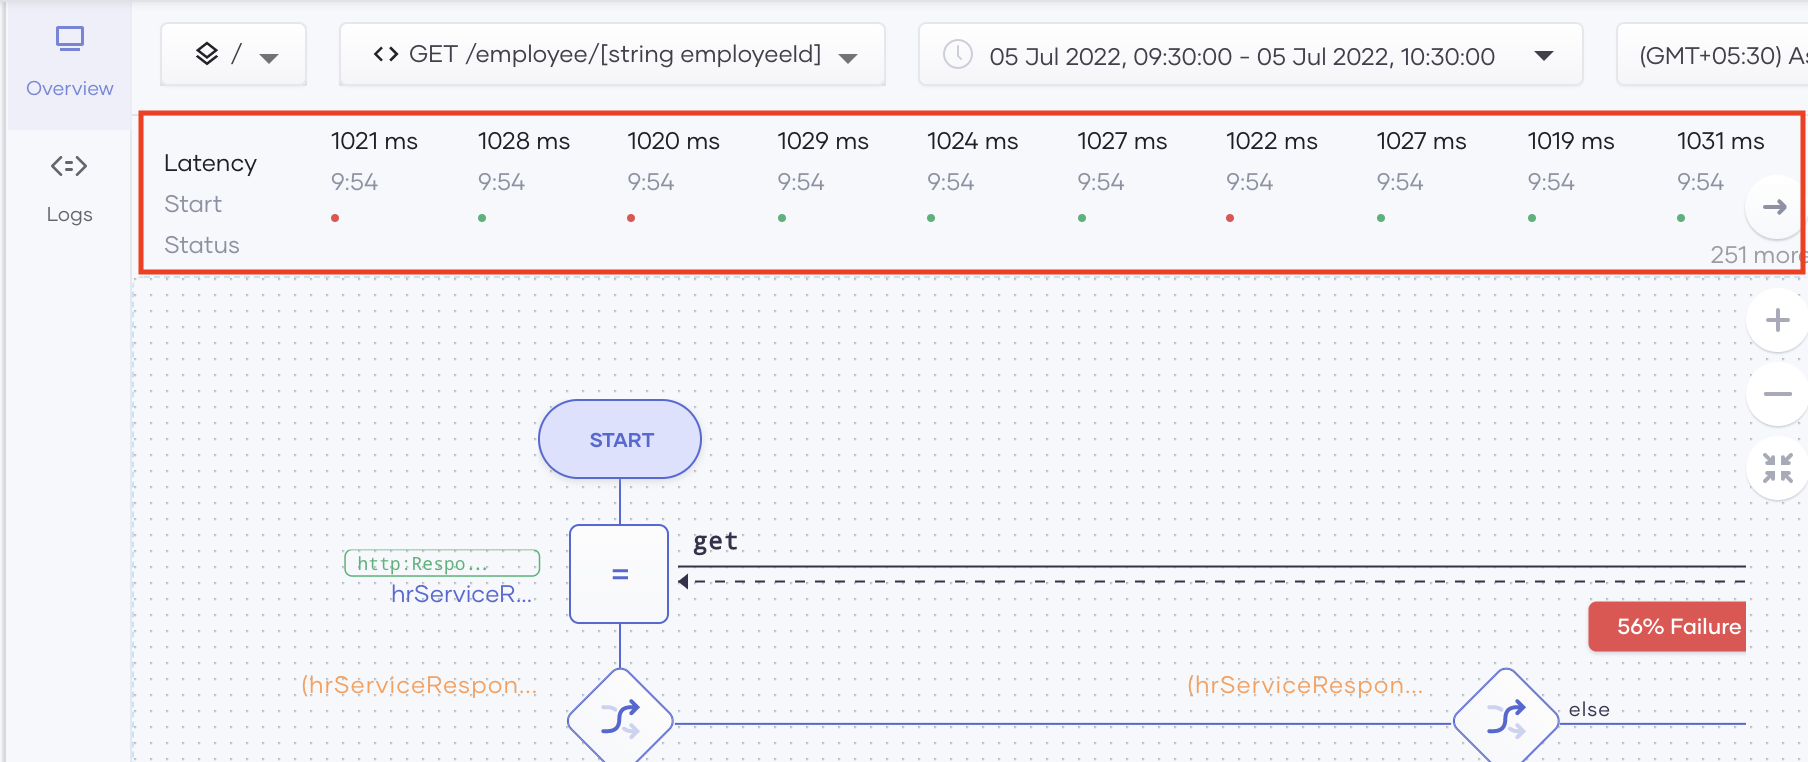 Overview
Logs
/
GET /employee/[string employeeId]
05 Jul 2022, 09:30:00 - 05 Jul 2022, 10:30:00
(GMT+05:30) As
1021 ms 1028 ms 1020 ms 1029 ms 1024 ms 1027 ms 1022 ms 1027 ms 1019 ms 1031 ms
Latency
9:54 9:54 9:54 9:54 9:54 9:54 9:54 9:54 9:54 9:54
Start
Status
251 more
START
get
http:Respo...
=
hrServiceR...
56% Failure
(hrServiceRespon...
(hrServiceRespon...
else